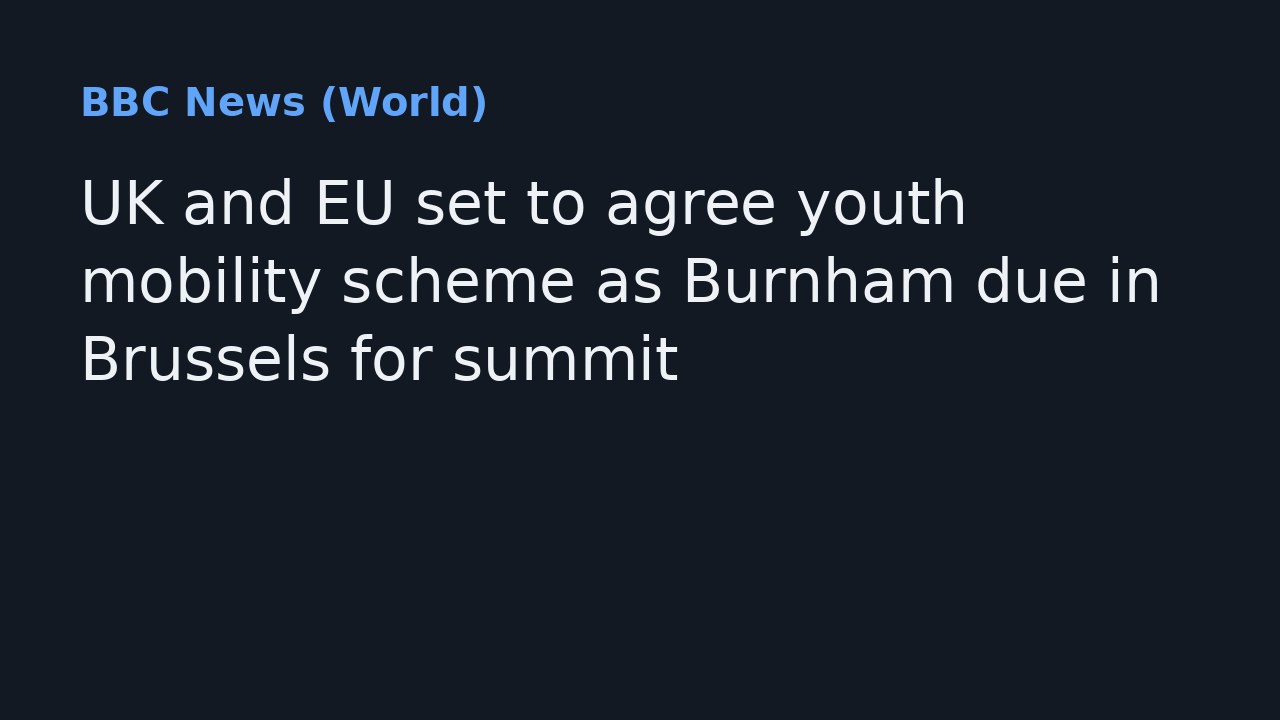 BBC News (World)
UK and EU set to agree youth
mobility scheme as Burnham due in
Brussels for summit